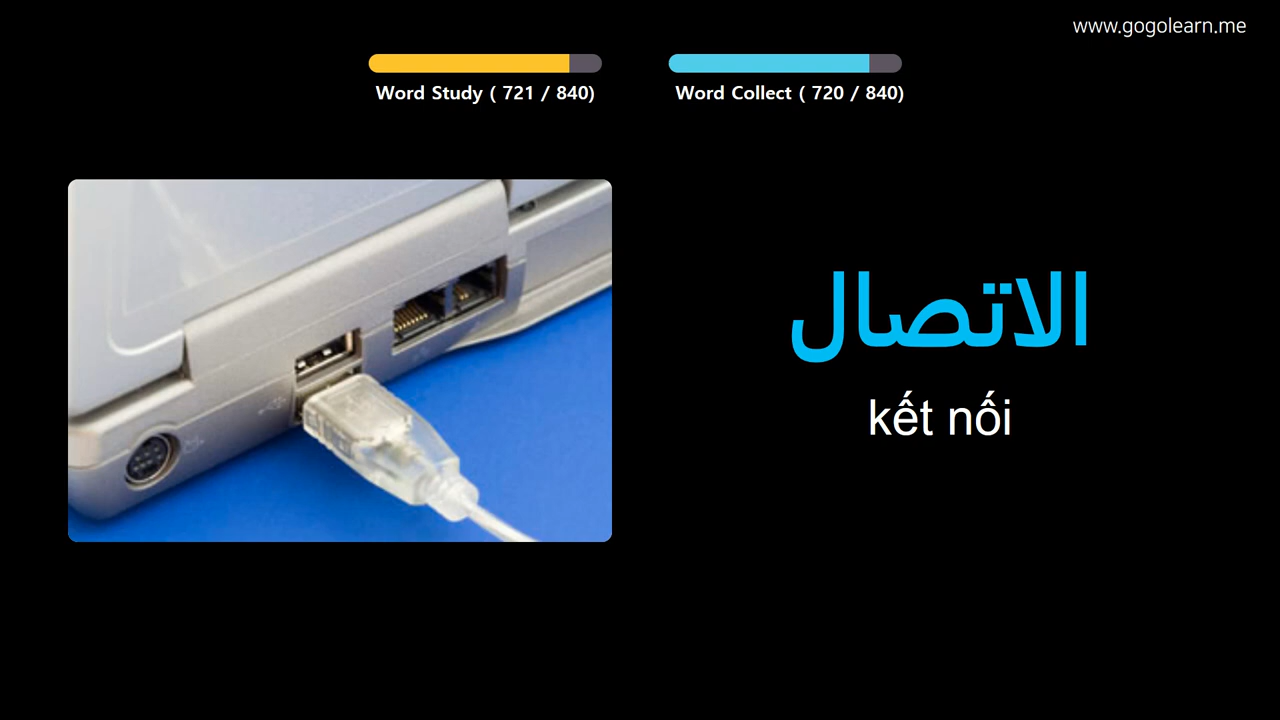 www.gogolearn.me
Word Study ( 721 / 840)
Word Collect ( 720 / 840)
الاتصال
kết nối